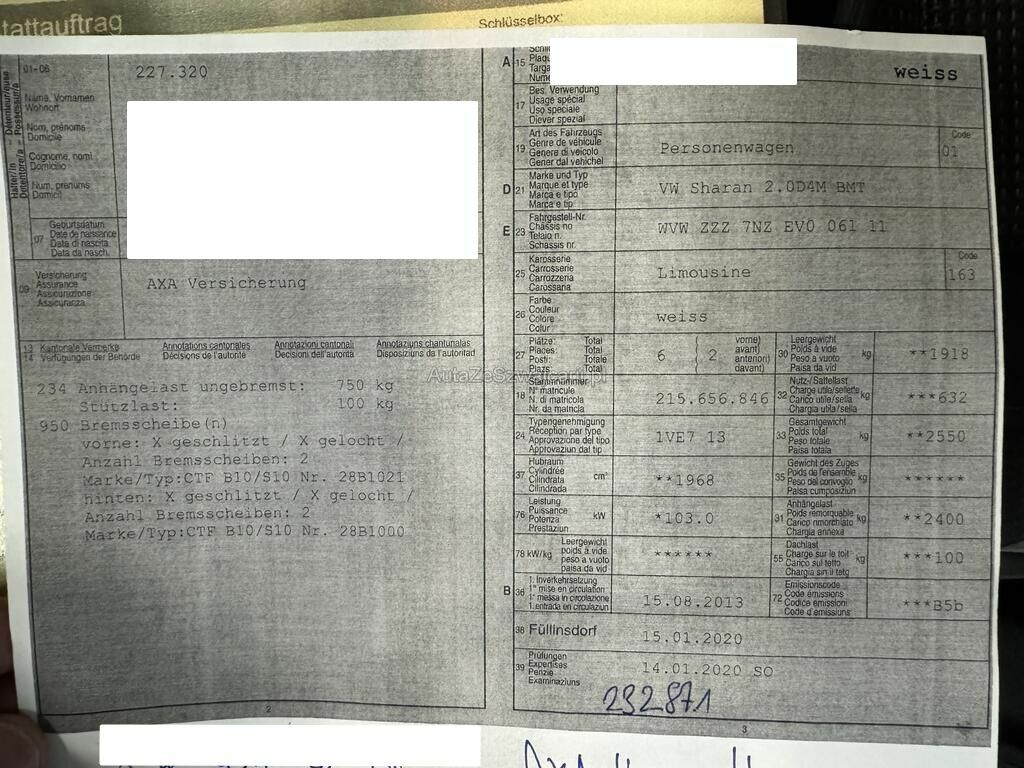 tattauftrag
Schlüsselbox:
01-06
227.320
Name, Vornamen
Wohnort
Nom, prénoms
Domicile
Cognome, nomi
Domicilio
Num, prenums
Domicil
07
Geburtsdatum
Date de naissance
Data di nascita
Data da nasch.
09
Versicherung
Assurance
Assicurazione
Assicuranza
AXA Versicherung
13 Kantonale Vermerke Annotations cantonales Annotazioni cantonali Annotaziuns chantunalas
14 Verfügungen der Behörde Décisions de l'autorité Decisioni dell'autorità Disposiziuns da l'autoritad
234 Anhängelast ungebremst: 750 kg
Stützlast: 100 kg
950 Bremsscheibe(n)
vorne: X geschlitzt / X gelocht /
Anzahl Bremsscheiben: 2
Marke/Typ:CTF B10/S10 Nr. 28B1021
hinten: X geschlitzt / X gelocht /
Anzahl Bremsscheiben: 2
Marke/Typ:CTF B10/S10 Nr. 28B1000
2
A 15
weiss
17
Bes. Verwendung
Usage spécial
Uso speciale
Diever spezial
19
Art des Fahrzeugs
Genre de véhicule
Genere di veicolo
Gener dal vehichel
Personenwagen
Code
01
D 21
Marke und Typ
Marque et type
Marca e tipo
Marca e tip
VW Sharan 2.0D4M BMT
E 23
Fahrgestell-Nr.
Châssis no
Telaio n.
Schassis nr.
WVW ZZZ 7NZ EV0 061 11
25
Karosserie
Carrosserie
Carrozzeria
Carossaria
Limousine
Code
163
26
Farbe
Couleur
Colore
Colur
weiss
27
Plätze: Total
Places: Total
Posti: Totale
Plazs: Total
6 ( 2
vorne)
avant)
anteriori)
davant)
30
Leergewicht
Poids à vide
Peso a vuoto
Paisa da vid
kg
**1918
18
Stammnummer
N° matricule
N. di matricola
Nr. da matricla
215.656.846
32
Nutz-/Sattellast
Charge utile/sellette
Carico utile/sella
Chargia utila/sella
kg
***632
24
Typengenehmigung
Réception par type
Approvazione del tipo
Approvaziun dal tip
1VE7 13
33
Gesamtgewicht
Poids total
Peso totale
Paisa totala
kg
**2550
37
Hubraum
Cylindrée
Cilindrata
Cilindrada
cm³
**1968
35
Gewicht des Zuges
Poids de l'ensemble
Peso del convoglio
Paisa cumposiziun
kg
******
76
Leistung
Puissance
Potenza
Prestaziun
kW
*103.0
31
Anhängelast
Poids remorquable
Carico rimorchiato
Chargia annexa
kg
**2400
78 kW/kg
Leergewicht
poids à vide
peso a vuoto
paisa da vid
******
55
Dachlast
Charge sur le toit
Carico sul tetto
Chargia sin il tetg
kg
***100
B 36
1. Inverkehrsetzung
1re mise en circulation
1a messa in circolazione
1. entrada en circulaziun
15.08.2013
72
Emissionscode
Code émissions
Codice emissioni
Code d'emissiuns
***B5b
38 Füllinsdorf
15.01.2020
39
Prüfungen
Expertises
Perizie
Examinaziuns
14.01.2020 SO
232871
3
AutaZeSzwajcarii.pl